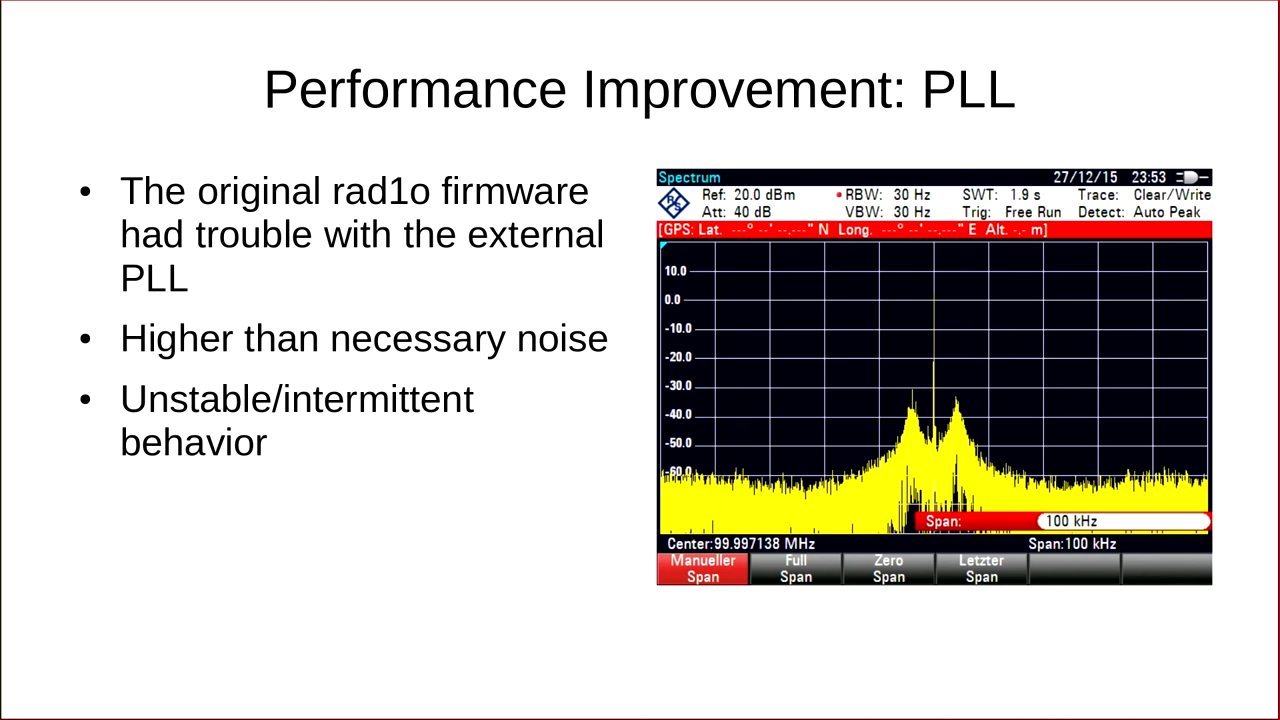 Performance Improvement: PLL
• The original rad1o firmware
had trouble with the external
PLL
• Higher than necessary noise
• Unstable/intermittent
behavior
Spectrum 27/12/15 23:53
R&S Ref: 20.0 dBm • RBW: 30 Hz SWT: 1.9 s Trace: Clear/Write
Att: 40 dB VBW: 30 Hz Trig: Free Run Detect: Auto Peak
[GPS: Lat. ---° --' --.---" N Long. ---° --' --.---" E Alt. -.- m]
10.0
0.0
-10.0
-20.0
-30.0
-40.0
-50.0
-60.0
Span: 100 kHz
Center:99.997138 MHz Span:100 kHz
Manueller Span Full Span Zero Span Letzter Span